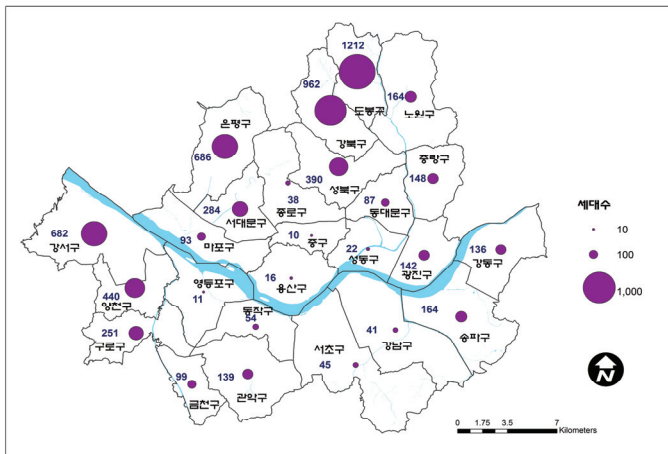 1212
962
도봉구
164
노원구
은평구
강북구
중랑구
686
390
성북구
148
38
종로구
284
서대문구
87
동대문구
세대수
10
100
1,000
682
강서구
93
마포구
10
중구
22
성동구
142
광진구
136
강동구
영등포구
11
16
용산구
440
양천구
동작구
54
164
송파구
251
구로구
서초구
45
41
강남구
99
금천구
139
관악구
N
0 1.75 3.5 7
Kilometers